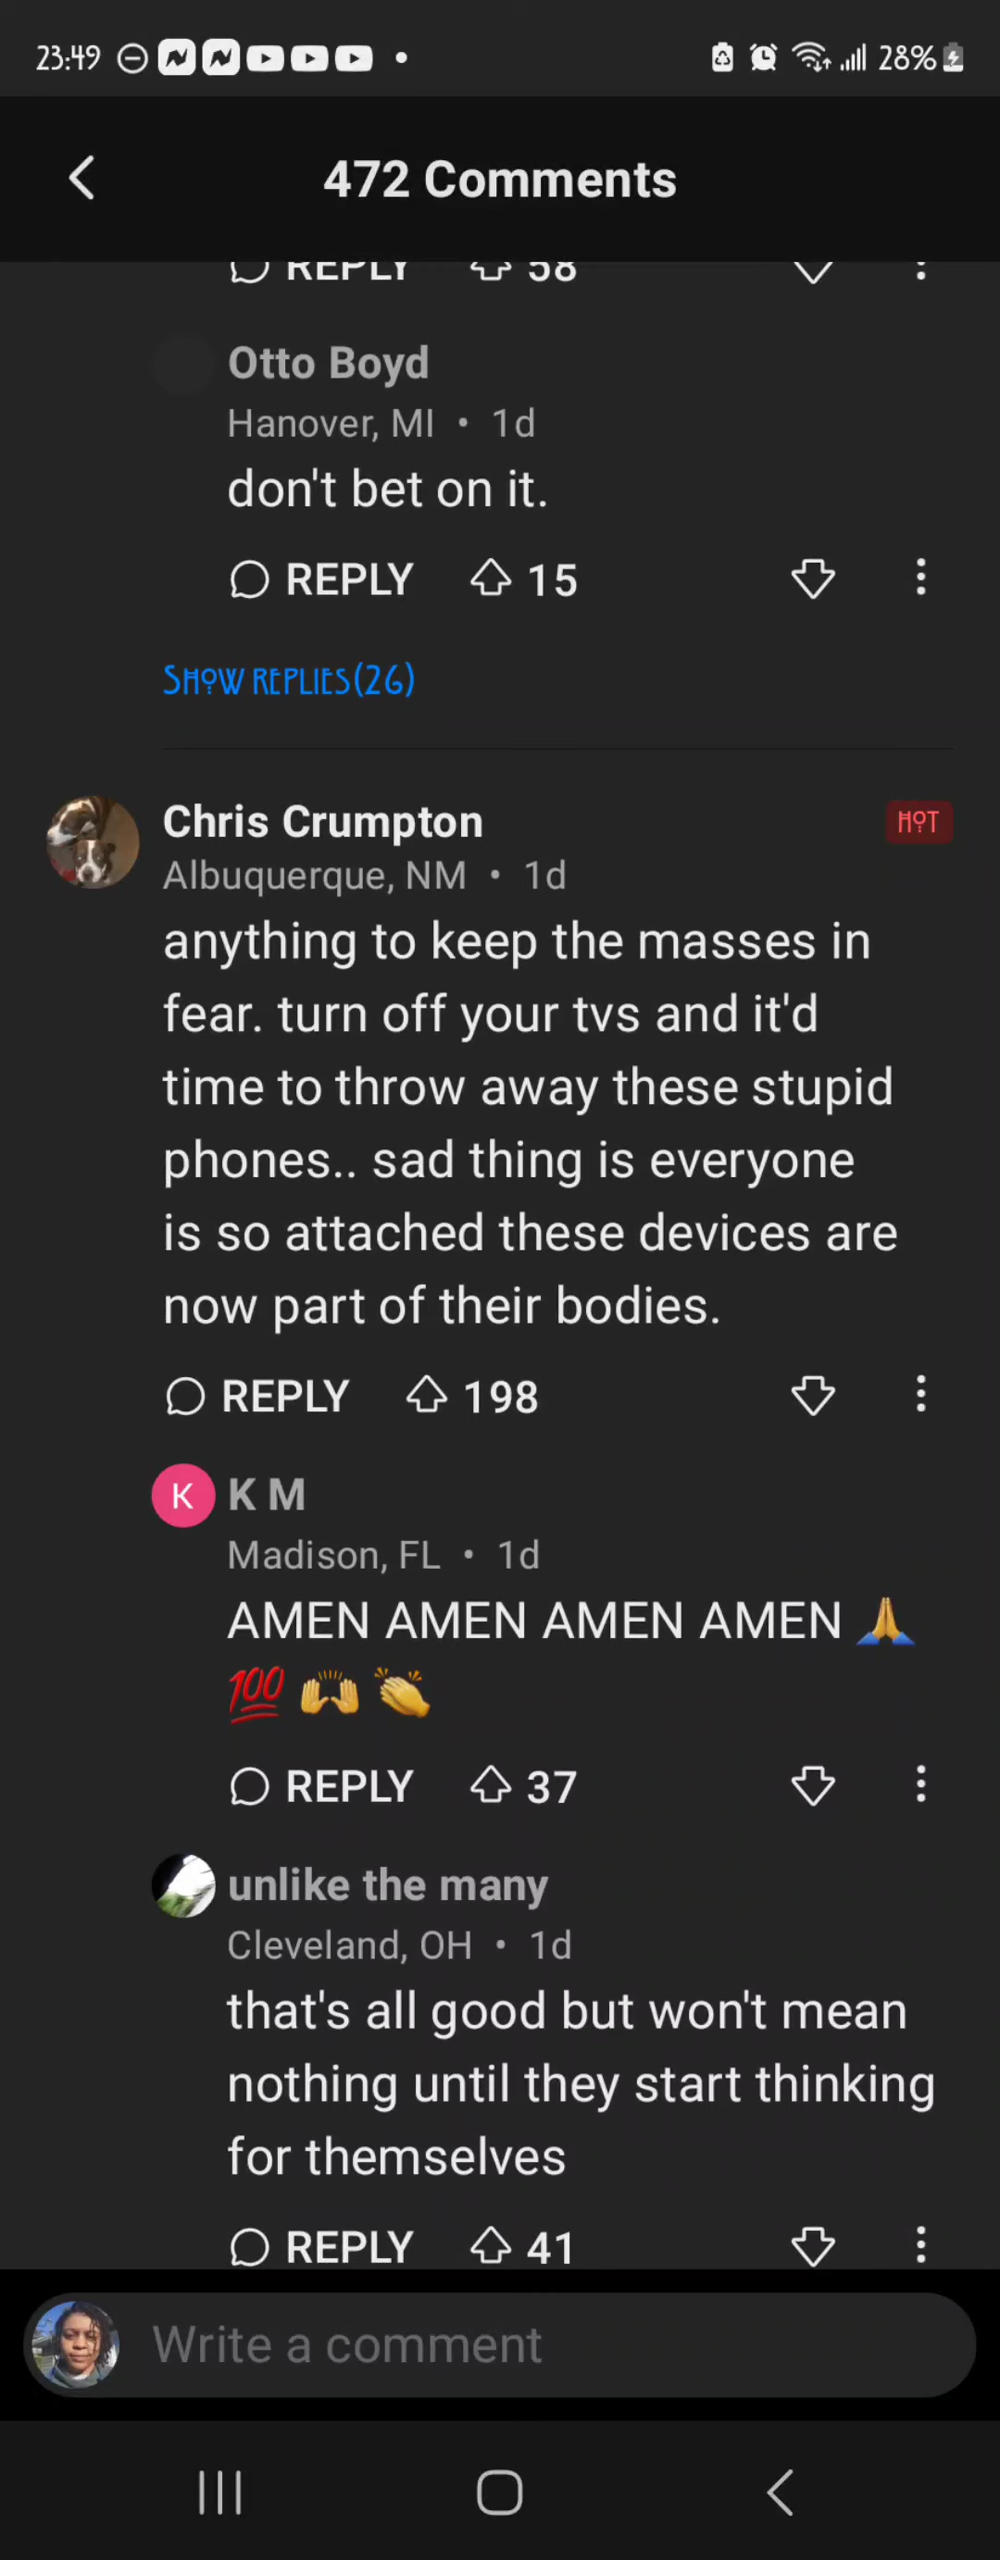 23:49
28%
472 Comments
REPLY 58
Otto Boyd
Hanover, MI • 1d
don't bet on it.
REPLY 15
SHOW REPLIES(26)
Chris Crumpton
HOT
Albuquerque, NM • 1d
anything to keep the masses in
fear. turn off your tvs and it'd
time to throw away these stupid
phones.. sad thing is everyone
is so attached these devices are
now part of their bodies.
REPLY 198
K K M
Madison, FL • 1d
AMEN AMEN AMEN AMEN 🙏
💯 🙌 👏
REPLY 37
unlike the many
Cleveland, OH • 1d
that's all good but won't mean
nothing until they start thinking
for themselves
REPLY 41
Write a comment